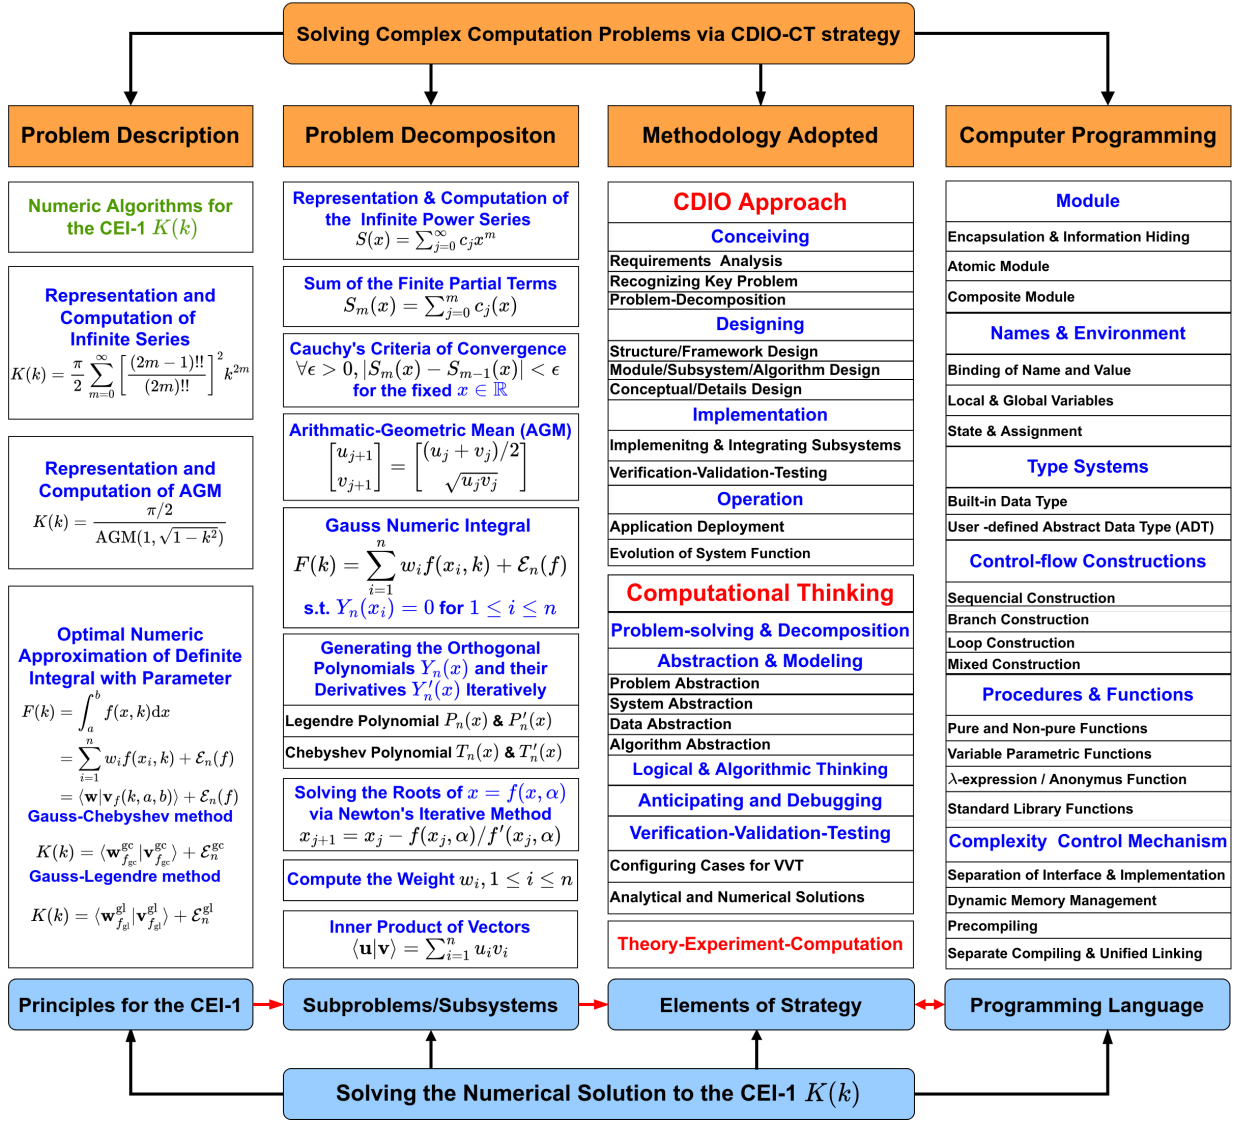 Solving Complex Computation Problems via CDIO-CT strategy
Problem Description
Numeric Algorithms for
the CEI-1 K(k)
Representation and
Computation of
Infinite Series
K(k) = π/2 ∑_{m=0}^{∞} [(2m − 1)!!/(2m)!!]^2 k^{2m}
Representation and
Computation of AGM
K(k) = (π/2)/AGM(1, √(1 − k²))
Optimal Numeric
Approximation of Definite
Integral with Parameter
F(k) = ∫_a^b f(x, k)dx
= ∑_{i=1}^{n} w_i f(x_i, k) + ℰ_n(f)
= ⟨w|v_f(k, a, b)⟩ + ℰ_n(f)
Gauss-Chebyshev method
K(k) = ⟨w^{gc}_{f_{gc}}|v^{gc}_{f_{gc}}⟩ + ℰ_n^{gc}
Gauss-Legendre method
K(k) = ⟨w^{gl}_{f_{gl}}|v^{gl}_{f_{gl}}⟩ + ℰ_n^{gl}
Principles for the CEI-1
Problem Decompositon
Representation & Computation of
the Infinite Power Series
S(x) = ∑_{j=0}^{∞} c_j x^m
Sum of the Finite Partial Terms
S_m(x) = ∑_{j=0}^{m} c_j(x)
Cauchy's Criteria of Convergence
∀ϵ > 0, |S_m(x) − S_{m−1}(x)| < ϵ
for the fixed x ∈ ℝ
Arithmatic-Geometric Mean (AGM)
[u_{j+1}; v_{j+1}] = [(u_j + v_j)/2; √(u_j v_j)]
Gauss Numeric Integral
F(k) = ∑_{i=1}^{n} w_i f(x_i, k) + ℰ_n(f)
s.t. Y_n(x_i) = 0 for 1 ≤ i ≤ n
Generating the Orthogonal
Polynomials Y_n(x) and their
Derivatives Y'_n(x) Iteratively
Legendre Polynomial P_n(x) & P'_n(x)
Chebyshev Polynomial T_n(x) & T'_n(x)
Solving the Roots of x = f(x, α)
via Newton's Iterative Method
x_{j+1} = x_j − f(x_j, α)/f'(x_j, α)
Compute the Weight w_i, 1 ≤ i ≤ n
Inner Product of Vectors
⟨u|v⟩ = ∑_{i=1}^{n} u_i v_i
Subproblems/Subsystems
Methodology Adopted
CDIO Approach
Conceiving
Requirements Analysis
Recognizing Key Problem
Problem-Decomposition
Designing
Structure/Framework Design
Module/Subsystem/Algorithm Design
Conceptual/Details Design
Implementation
Implemenitng & Integrating Subsystems
Verification-Validation-Testing
Operation
Application Deployment
Evolution of System Function
Computational Thinking
Problem-solving & Decomposition
Abstraction & Modeling
Problem Abstraction
System Abstraction
Data Abstraction
Algorithm Abstraction
Logical & Algorithmic Thinking
Anticipating and Debugging
Verification-Validation-Testing
Configuring Cases for VVT
Analytical and Numerical Solutions
Theory-Experiment-Computation
Elements of Strategy
Computer Programming
Module
Encapsulation & Information Hiding
Atomic Module
Composite Module
Names & Environment
Binding of Name and Value
Local & Global Variables
State & Assignment
Type Systems
Built-in Data Type
User -defined Abstract Data Type (ADT)
Control-flow Constructions
Sequencial Construction
Branch Construction
Loop Construction
Mixed Construction
Procedures & Functions
Pure and Non-pure Functions
Variable Parametric Functions
λ-expression / Anonymus Function
Standard Library Functions
Complexity Control Mechanism
Separation of Interface & Implementation
Dynamic Memory Management
Precompiling
Separate Compiling & Unified Linking
Programming Language
Solving the Numerical Solution to the CEI-1 K(k)